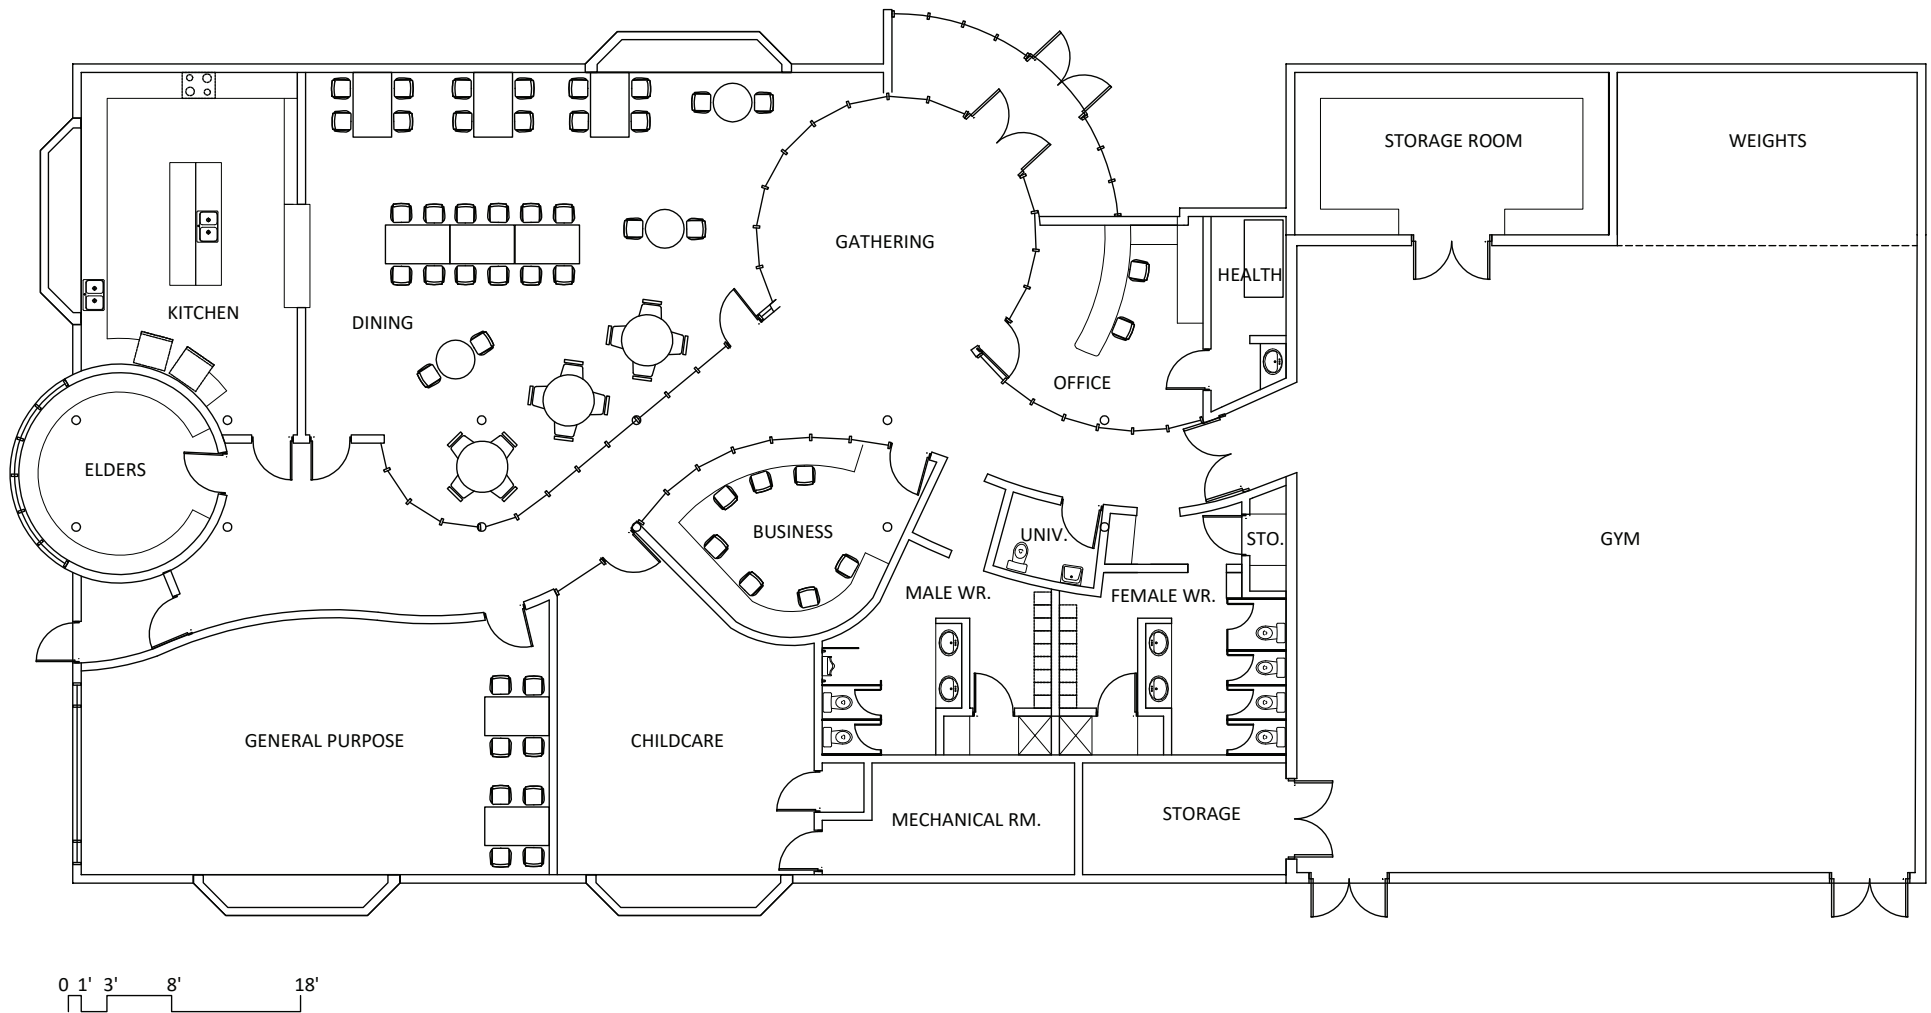 STORAGE ROOM
WEIGHTS
GATHERING
HEALTH
KITCHEN
DINING
OFFICE
ELDERS
BUSINESS
UNIV.
STO.
GYM
MALE WR.
FEMALE WR.
GENERAL PURPOSE
CHILDCARE
MECHANICAL RM.
STORAGE
0 1' 3' 8' 18'